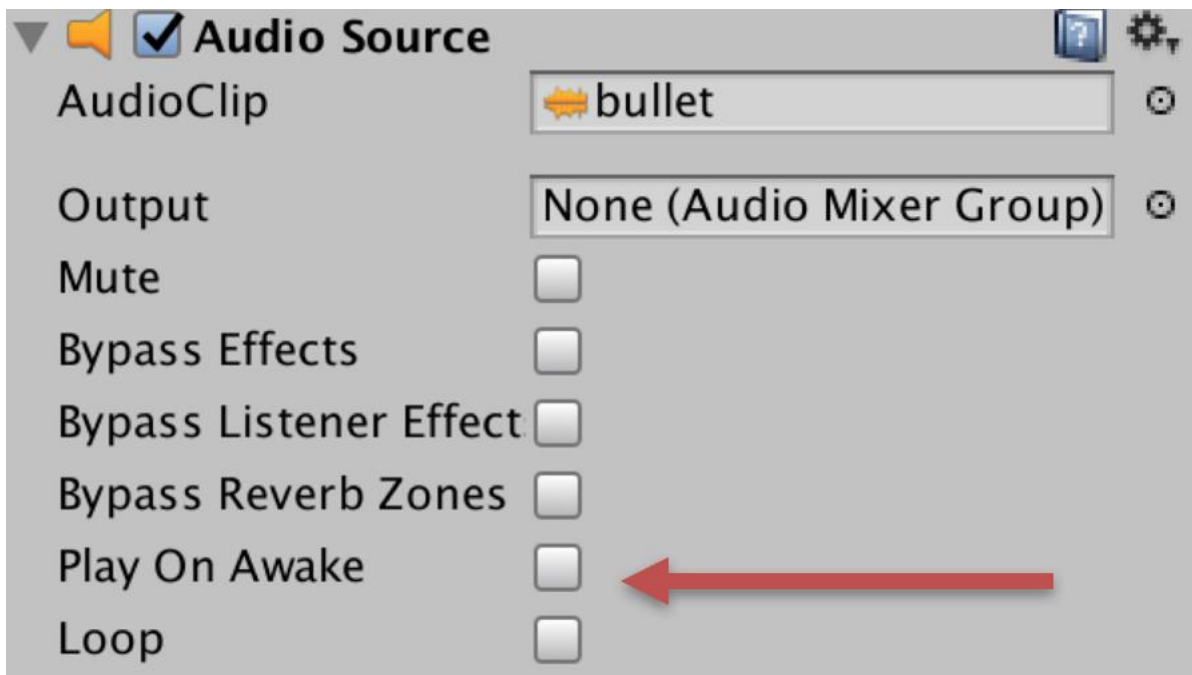 Audio Source
AudioClip bullet
Output None (Audio Mixer Group)
Mute
Bypass Effects
Bypass Listener Effect
Bypass Reverb Zones
Play On Awake
Loop